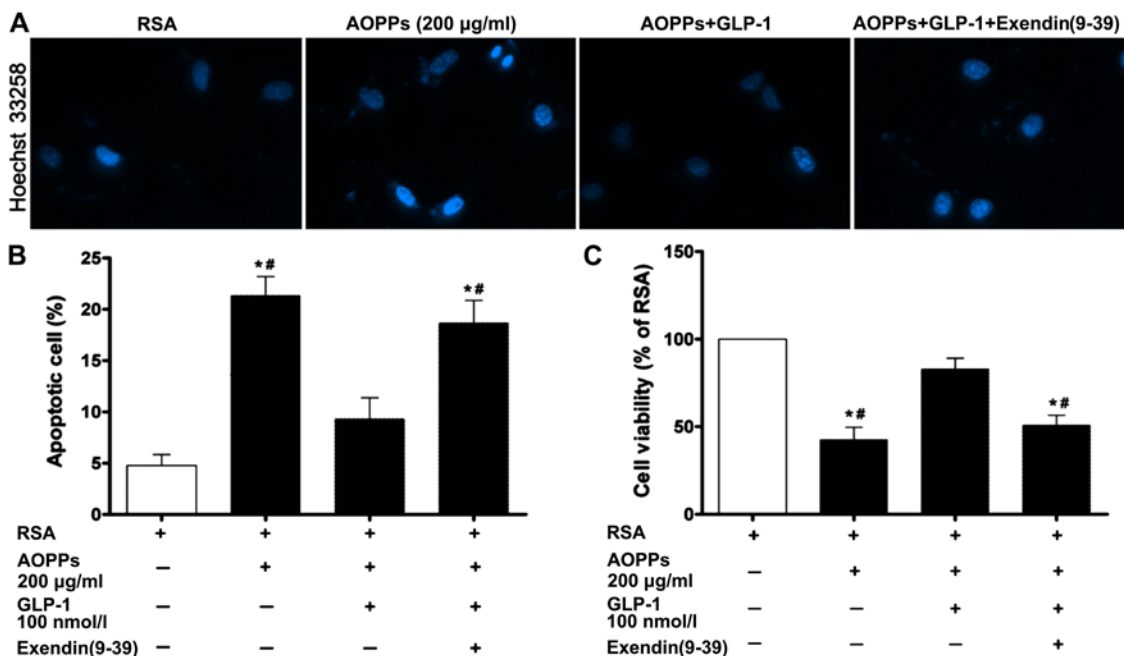 A
RSA
AOPPs (200 µg/ml)
AOPPs+GLP-1
AOPPs+GLP-1+Exendin(9-39)
Hoechst 33258
B
Apoptotic cell (%)
25
20
15
10
5
0
*#
*#
RSA + + + +
AOPPs
200 µg/ml – + + +
GLP-1
100 nmol/l – – + +
Exendin(9-39) – – – +
C
Cell viability (% of RSA)
150
100
50
0
*#
*#
RSA + + + +
AOPPs
200 µg/ml – + + +
GLP-1
100 nmol/l – – + +
Exendin(9-39) – – – +